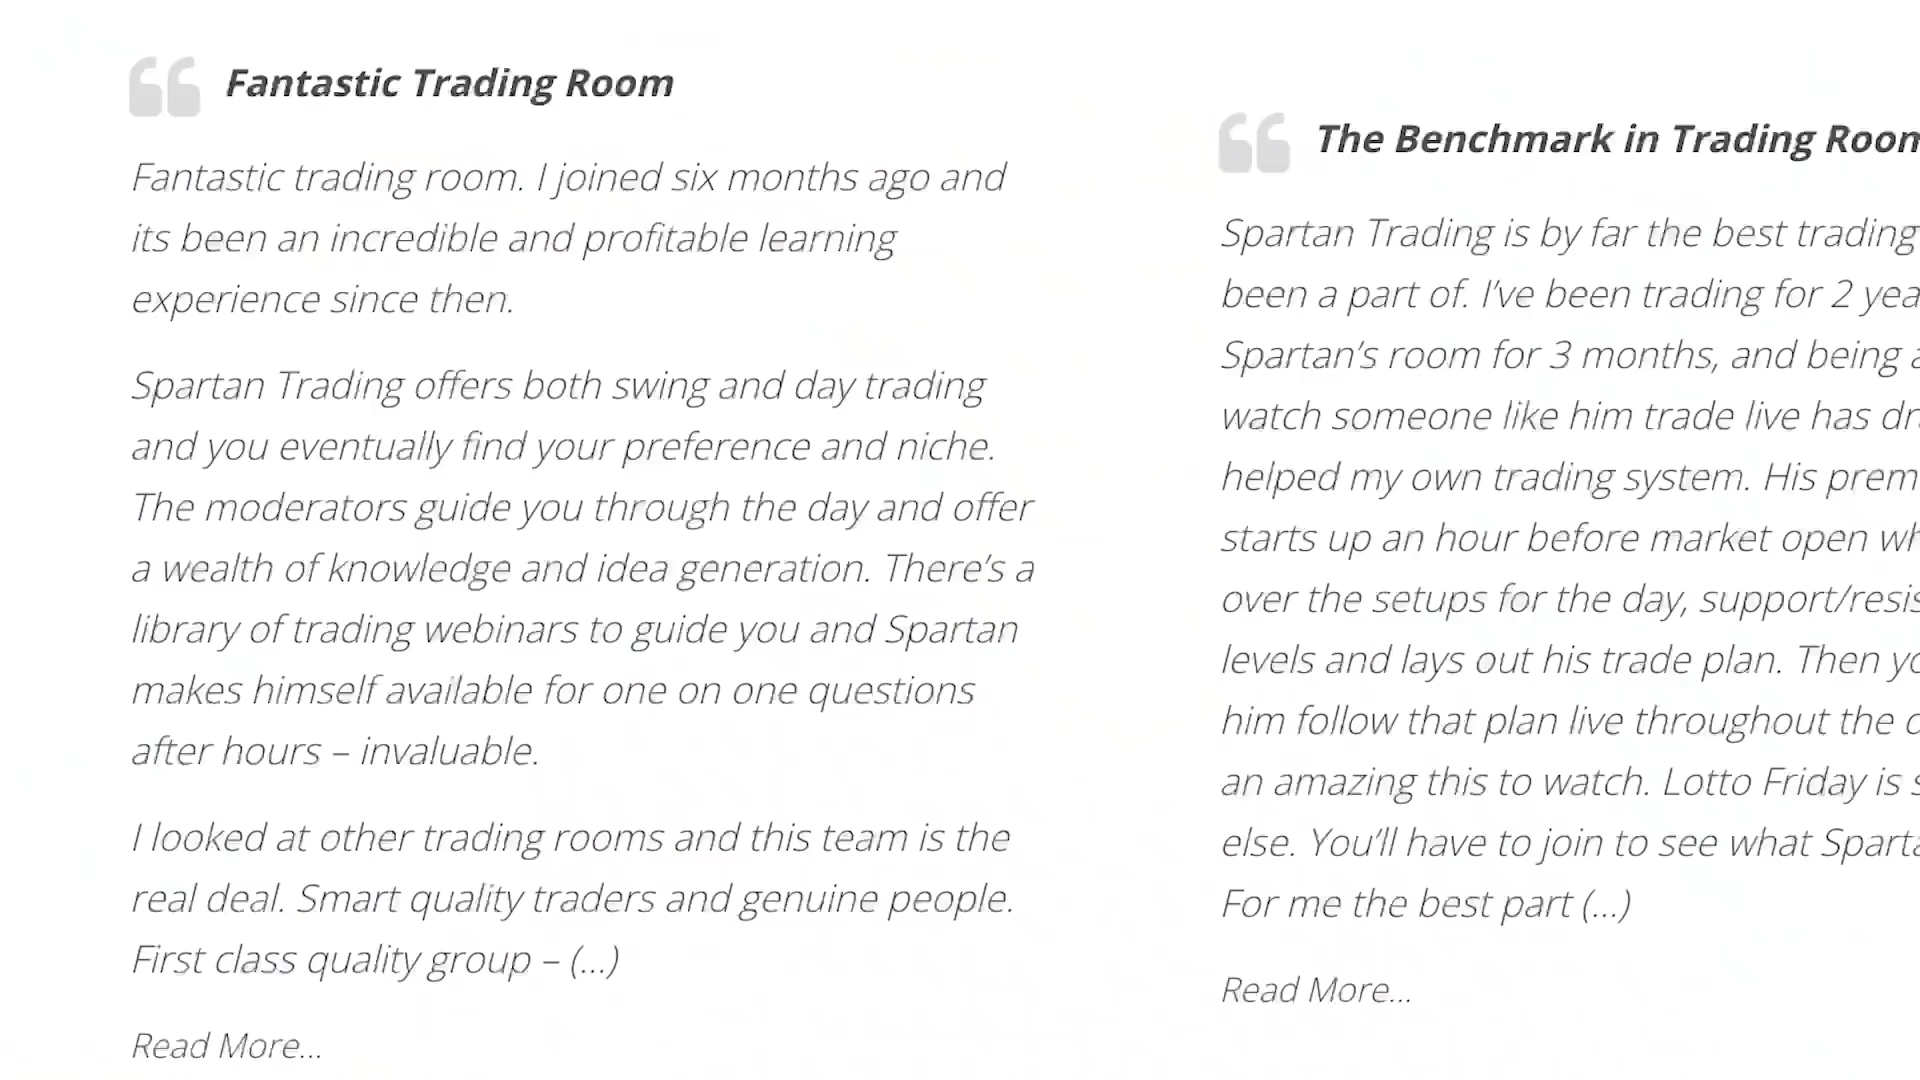 Fantastic Trading Room
Fantastic trading room. I joined six months ago and
its been an incredible and profitable learning
experience since then.
Spartan Trading offers both swing and day trading
and you eventually find your preference and niche.
The moderators guide you through the day and offer
a wealth of knowledge and idea generation. There’s a
library of trading webinars to guide you and Spartan
makes himself available for one on one questions
after hours – invaluable.
I looked at other trading rooms and this team is the
real deal. Smart quality traders and genuine people.
First class quality group – (...)
Read More...
The Benchmark in Trading
Spartan Trading is by far the best trading
been a part of. I’ve been trading for 2
Spartan’s room for 3 months, and being
watch someone like him trade live has
helped my own trading system. His
starts up an hour before market open
over the setups for the day,
levels and lays out his trade plan. Then
him follow that plan live throughout the
an amazing this to watch. Lotto Friday is
else. You’ll have to join to see what
For me the best part (...)
Read More...